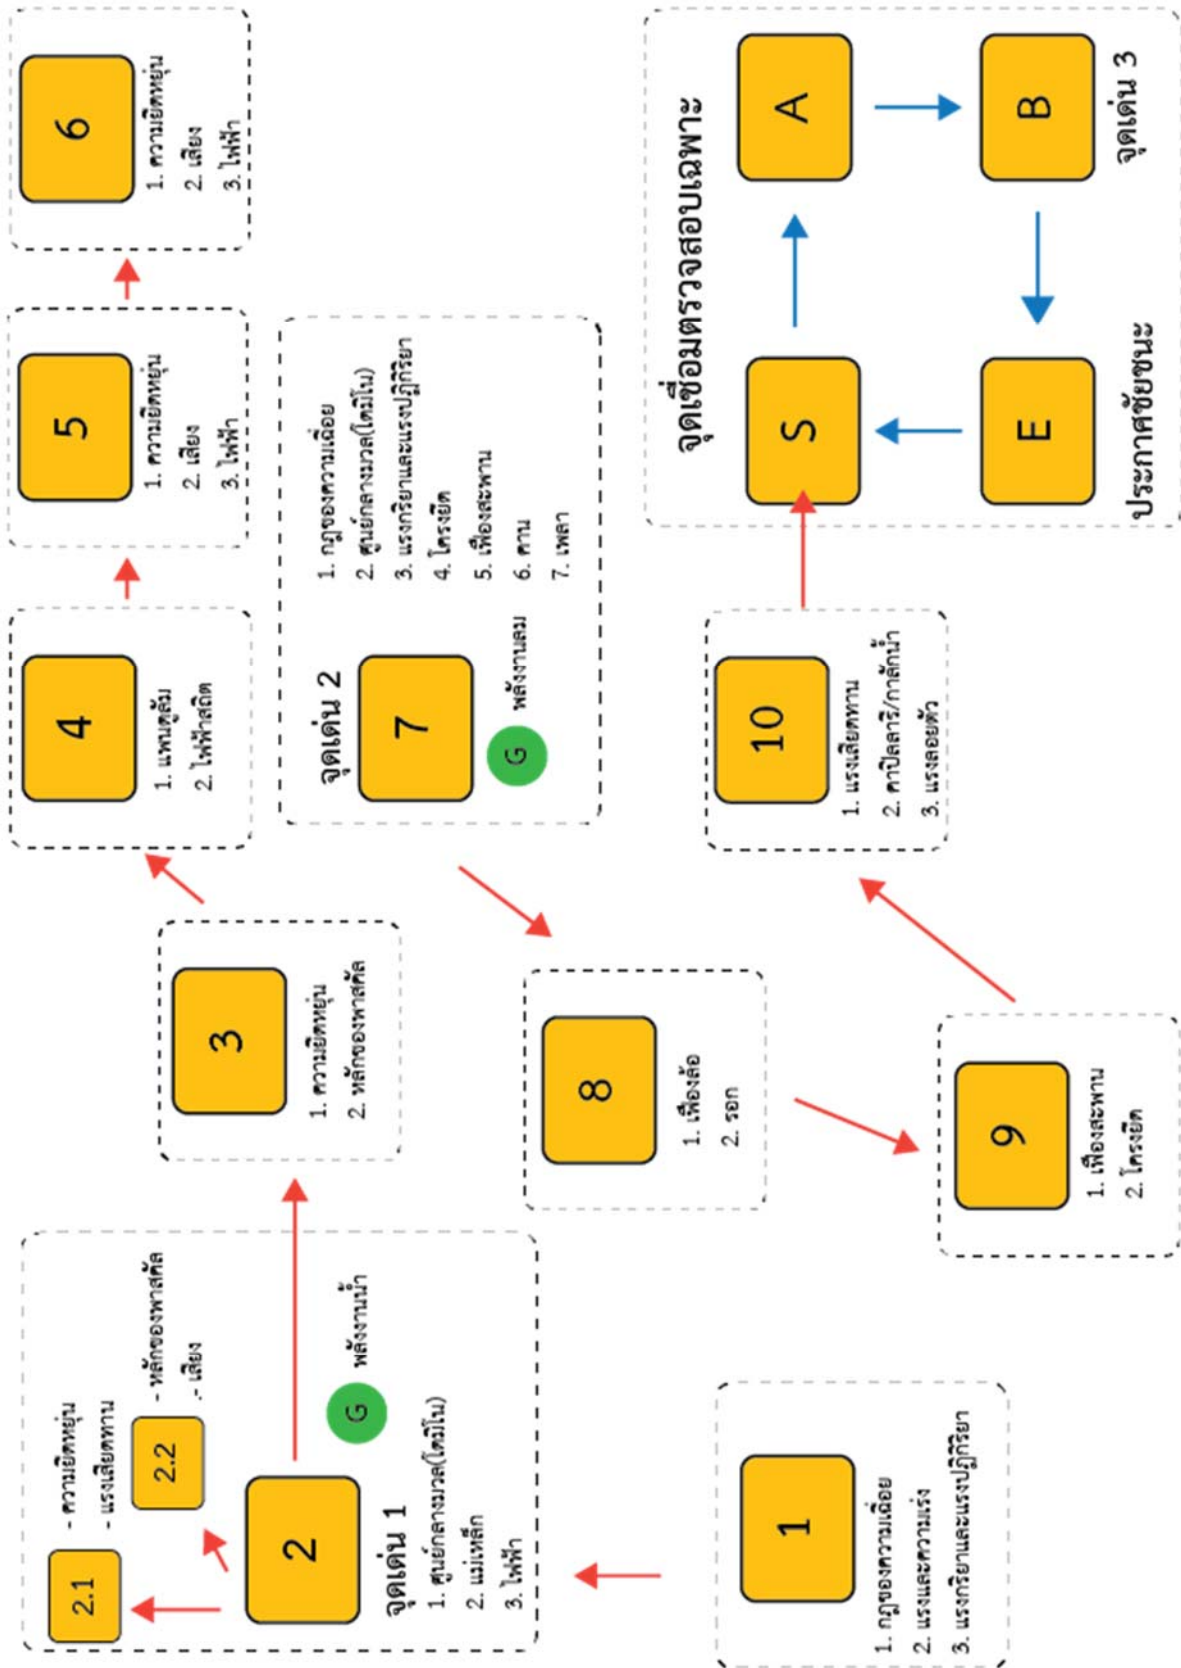 1
1. กฎของความเฉื่อย
2. แรงและความเร่ง
3. แรงกริยาและแรงปฏิกิริยา
2.1
- ความยืดหยุ่น
- แรงเสียดทาน
2.2
- หลักของพาสคัล
.- เสียง
2
G
พลังงานน้ำ
จุดเด่น 1
1. ศูนย์กลางมวล(โดมิโน)
2. แม่เหล็ก
3. ไฟฟ้า
3
1. ความยืดหยุ่น
2. หลักของพาสคัล
4
1. แพนดูลัม
2. ไฟฟ้าสถิต
5
1. ความยืดหยุ่น
2. เสียง
3. ไฟฟ้า
6
1. ความยืดหยุ่น
2. เสียง
3. ไฟฟ้า
จุดเด่น 2
7
G
พลังงานลม
1. กฎของความเฉื่อย
2. ศูนย์กลางมวล(โดมิโน)
3. แรงกริยาและแรงปฏิกิริยา
4. โครงยึด
5. เฟืองสะพาน
6. คาน
7. เพลา
8
1. เฟืองล้อ
2. รอก
9
1. เฟืองสะพาน
2. โครงยึด
10
1. แรงเสียดทาน
2. คาปิลลารี/กาลักน้ำ
3. แรงลอยตัว
จุดเชื่อมตรวจสอบเฉพาะ
S
A
E
B
ประกาศชัยชนะ
จุดเด่น 3